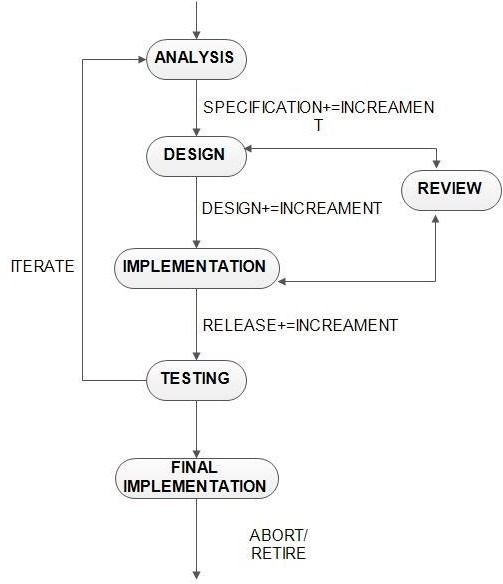 ANALYSIS
SPECIFICATION+=INCREAMEN
T
DESIGN
REVIEW
DESIGN+=INCREAMENT
ITERATE
IMPLEMENTATION
RELEASE+=INCREAMENT
TESTING
FINAL
IMPLEMENTATION
ABORT/
RETIRE